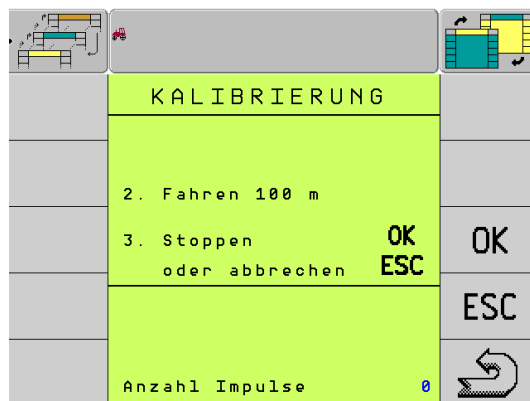 KALIBRIERUNG
2. Fahren 100 m
3. Stoppen OK
oder abbrechen ESC
Anzahl Impulse 0
OK
ESC